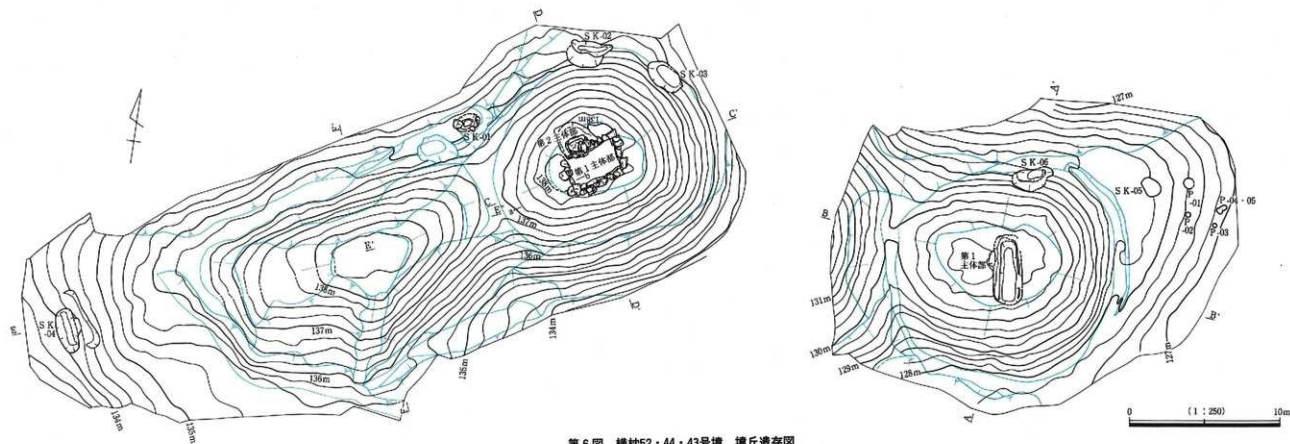 D
SK-02
SK-03
C'
E
SK-01
第2主体部
138m
第1主体部
138m
137m
136m
E'
138m
137m
136m
135m
134m
D'
SK-04
134m
135m
A'
127m
SK-06
SK-05
P-01
P-04・05
P-02
P-03
B
第1主体部
131m
130m
129m
128m
127m
B'
A
0 (1:250) 10m
第6図 横枕52・44・43号墳 墳丘遺存図